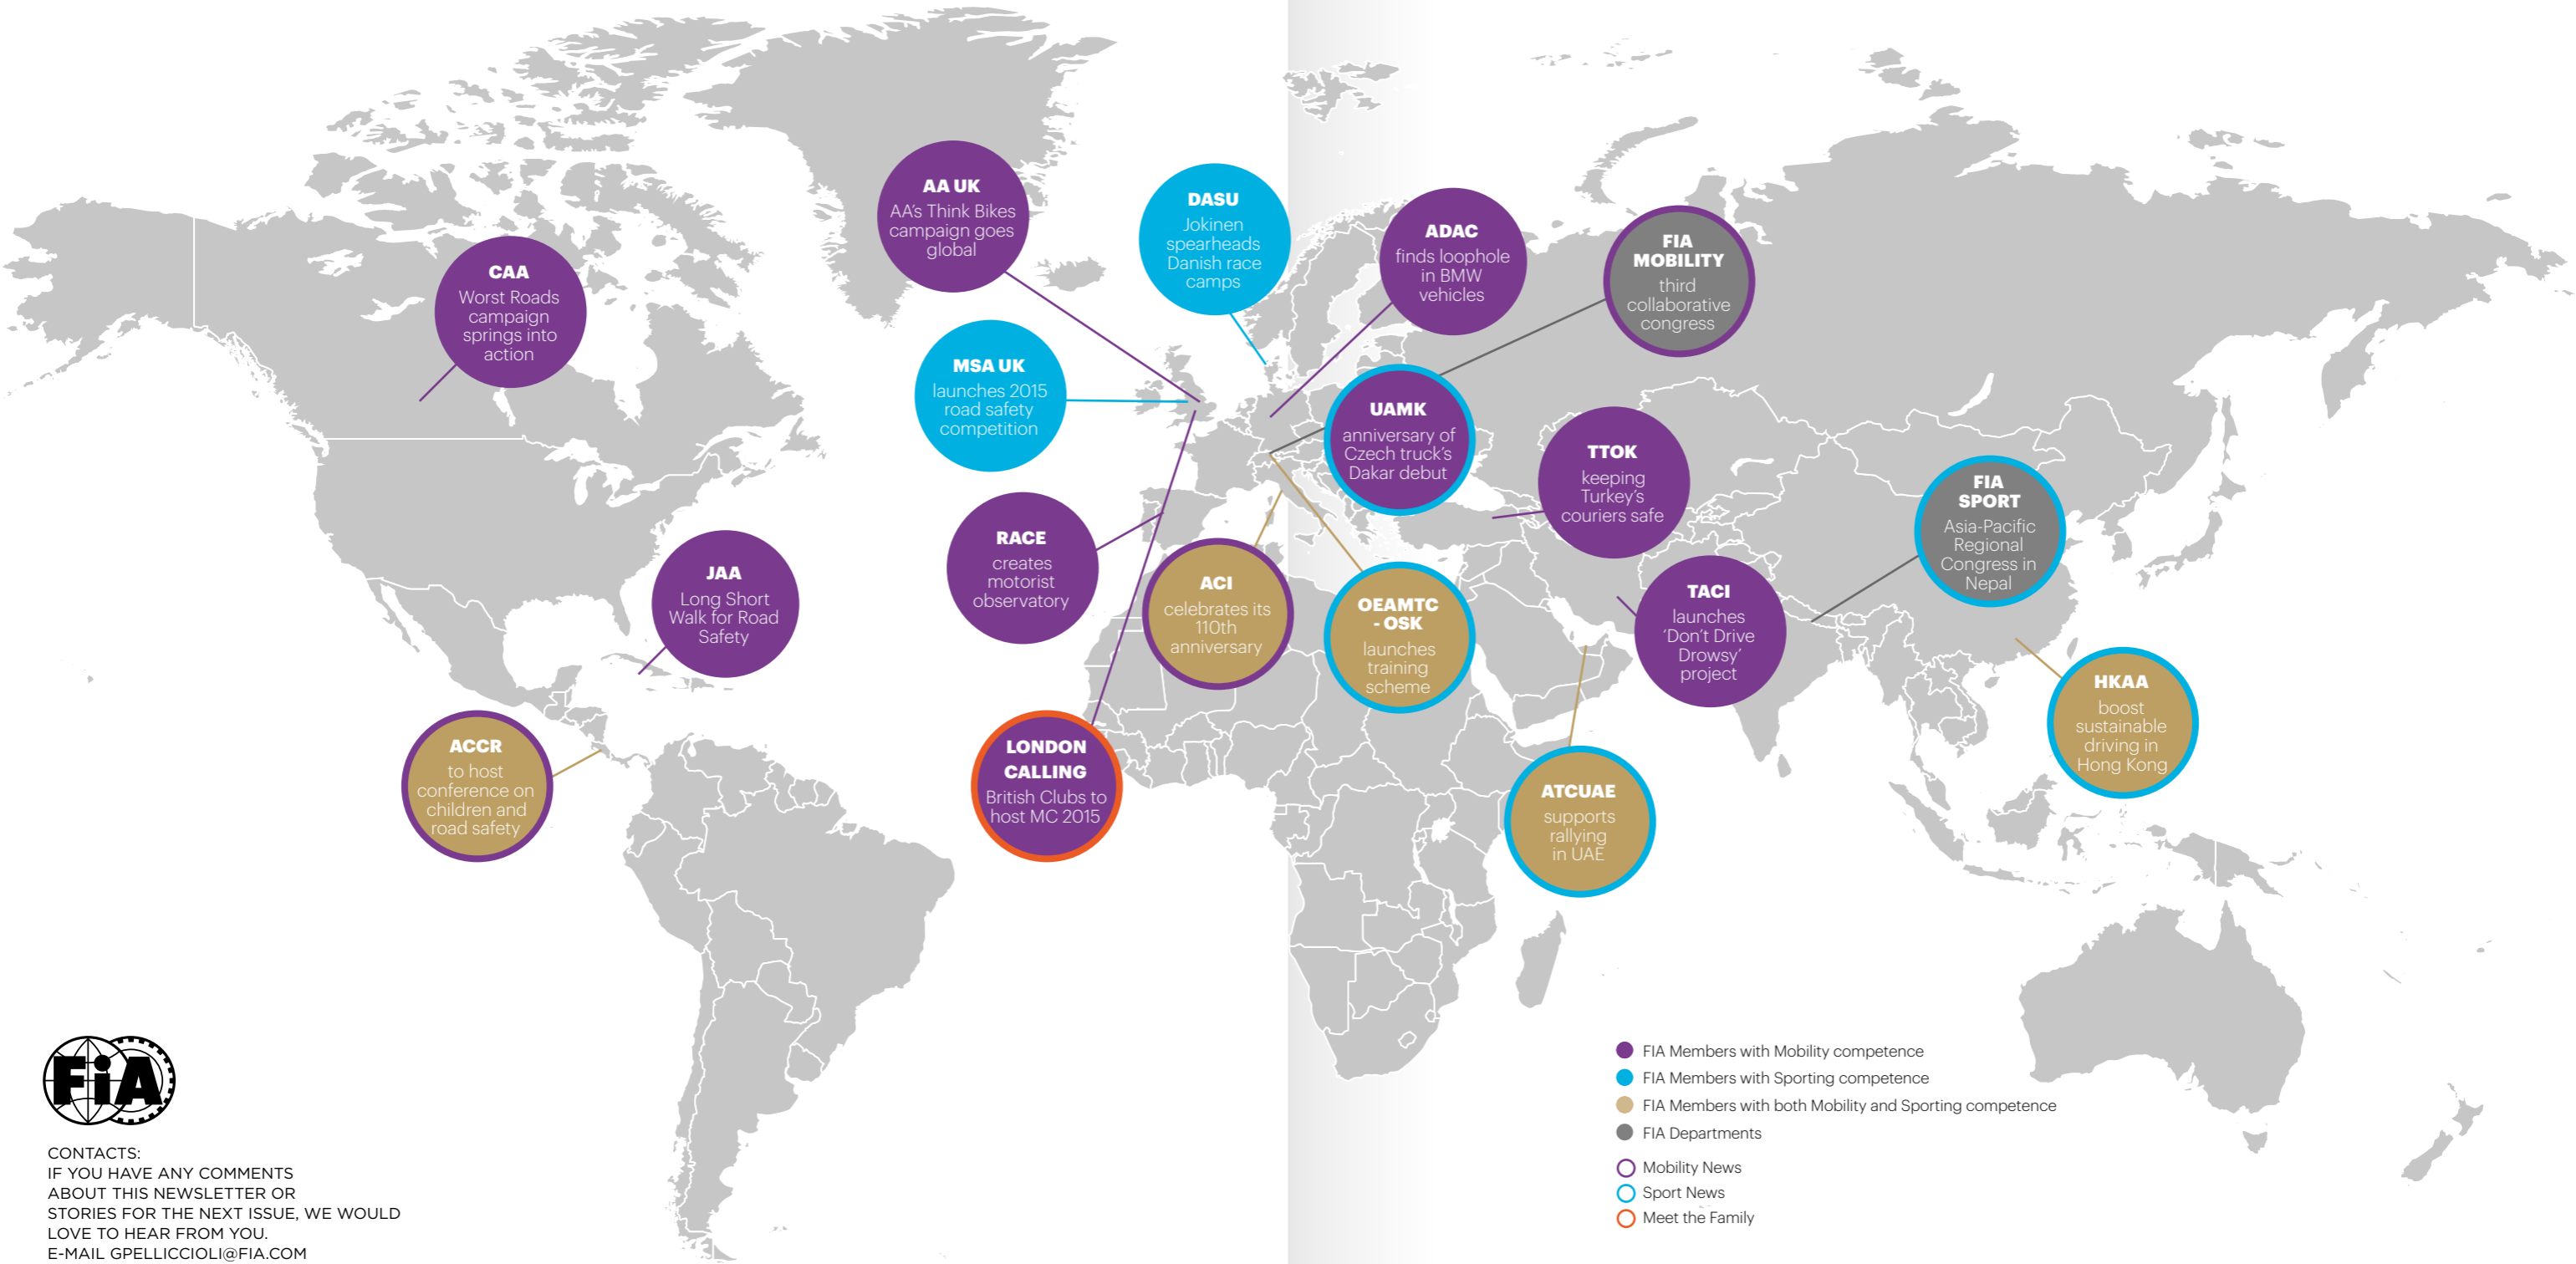 AA UK
AA's Think Bikes
campaign goes
global
DASU
Jokinen
spearheads
Danish race
camps
ADAC
finds loophole
in BMW
vehicles
FIA
MOBILITY
third
collaborative
congress
CAA
Worst Roads
campaign
springs into
action
MSA UK
launches 2015
road safety
competition
UAMK
anniversary of
Czech truck's
Dakar debut
TTOK
keeping
Turkey's
couriers safe
FIA
SPORT
Asia-Pacific
Regional
Congress in
Nepal
JAA
Long Short
Walk for Road
Safety
RACE
creates
motorist
observatory
ACI
celebrates its
110th
anniversary
OEAMTC
- OSK
launches
training
scheme
TACI
launches
‘Don't Drive
Drowsy’
project
HKAA
boost
sustainable
driving in
Hong Kong
ACCR
to host
conference on
children and
road safety
LONDON
CALLING
British Clubs to
host MC 2015
ATCUAE
supports
rallying
in UAE
FIA Members with Mobility competence
FIA Members with Sporting competence
FIA Members with both Mobility and Sporting competence
FIA Departments
Mobility News
Sport News
Meet the Family
FiA
CONTACTS:
IF YOU HAVE ANY COMMENTS
ABOUT THIS NEWSLETTER OR
STORIES FOR THE NEXT ISSUE, WE WOULD
LOVE TO HEAR FROM YOU.
E-MAIL GPELLICCIOLI@FIA.COM